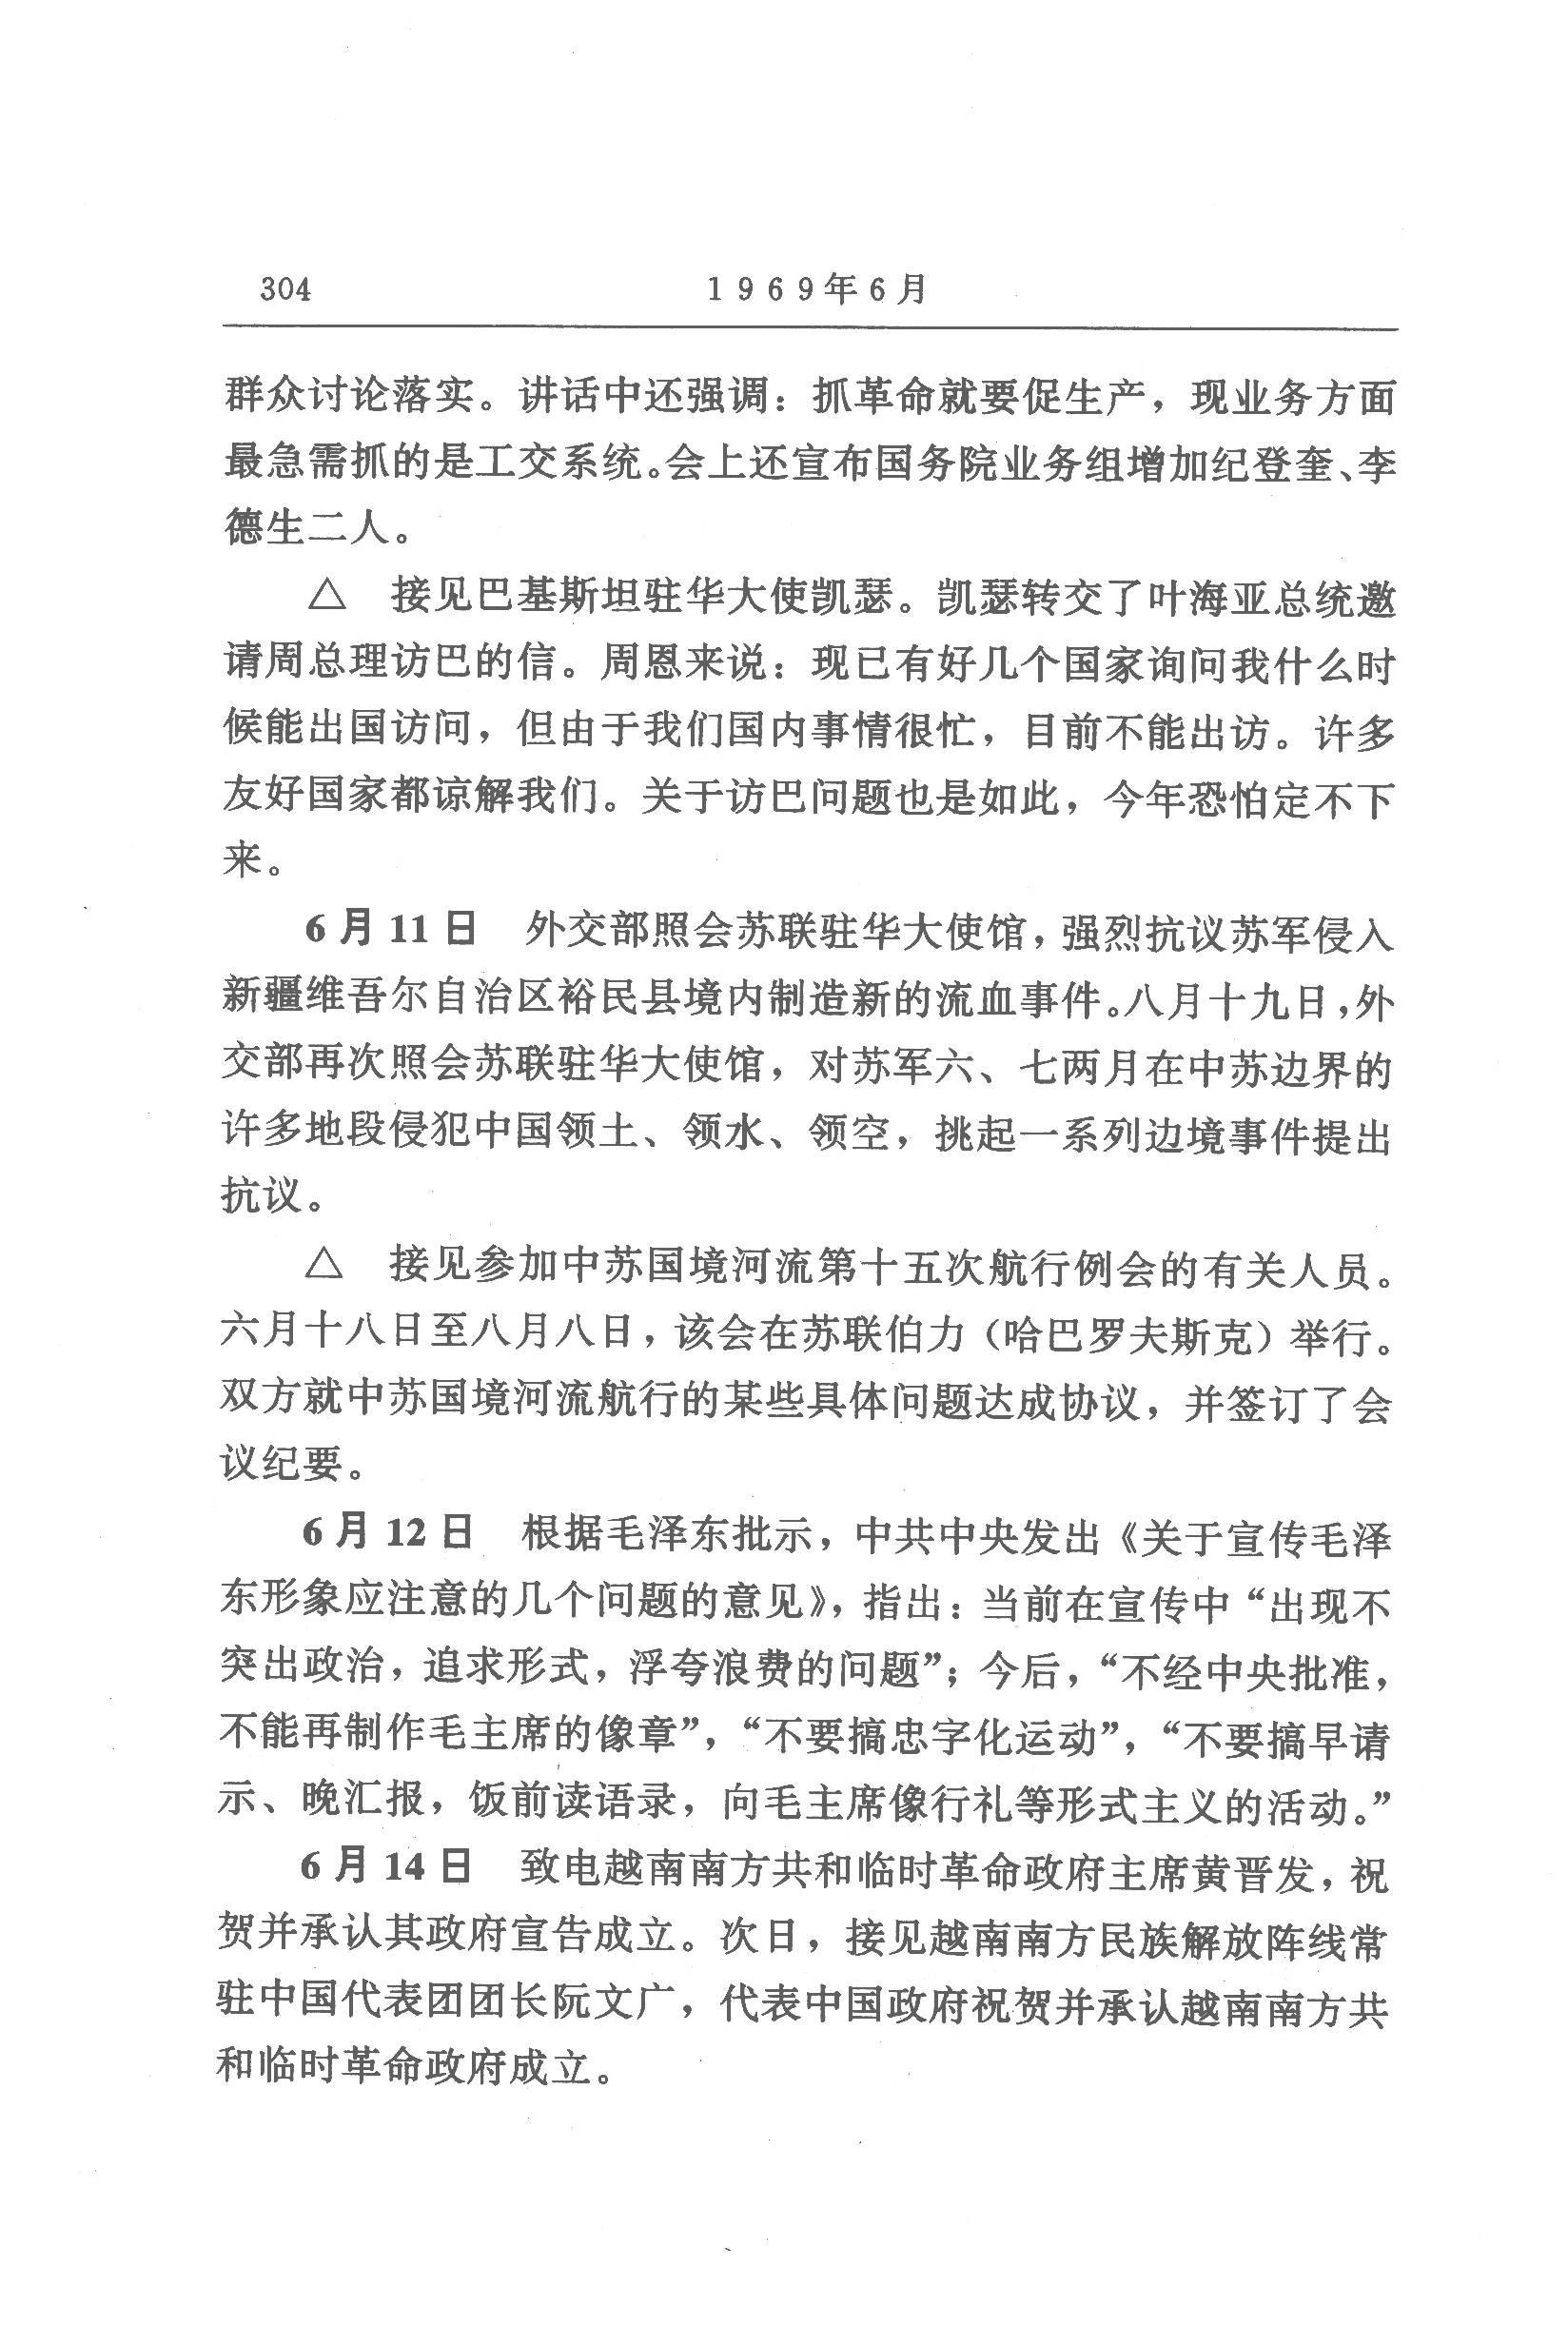 304
1969年6月
群众讨论落实。讲话中还强调：抓革命就要促生产，现业务方面
最急需抓的是工交系统。会上还宣布国务院业务组增加纪登奎、李
德生二人。
△ 接见巴基斯坦驻华大使凯瑟。凯瑟转交了叶海亚总统邀
请周总理访巴的信。周恩来说：现已有好几个国家询问我什么时
候能出国访问，但由于我们国内事情很忙，目前不能出访。许多
友好国家都谅解我们。关于访巴问题也是如此，今年恐怕定不下
来。
6月11日 外交部照会苏联驻华大使馆，强烈抗议苏军侵入
新疆维吾尔自治区裕民县境内制造新的流血事件。八月十九日，外
交部再次照会苏联驻华大使馆，对苏军六、七两月在中苏边界的
许多地段侵犯中国领土、领水、领空，挑起一系列边境事件提出
抗议。
△ 接见参加中苏国境河流第十五次航行例会的有关人员。
六月十八日至八月八日，该会在苏联伯力（哈巴罗夫斯克）举行。
双方就中苏国境河流航行的某些具体问题达成协议，并签订了会
议纪要。
6月12日 根据毛泽东批示，中共中央发出《关于宣传毛泽
东形象应注意的几个问题的意见》，指出：当前在宣传中“出现不
突出政治，追求形式，浮夸浪费的问题”；今后，“不经中央批准，
不能再制作毛主席的像章”，“不要搞忠字化运动”，“不要搞早请
示、晚汇报，饭前读语录，向毛主席像行礼等形式主义的活动。”
6月14日 致电越南南方共和临时革命政府主席黄晋发，祝
贺并承认其政府宣告成立。次日，接见越南南方民族解放阵线常
驻中国代表团团长阮文广，代表中国政府祝贺并承认越南南方共
和临时革命政府成立。